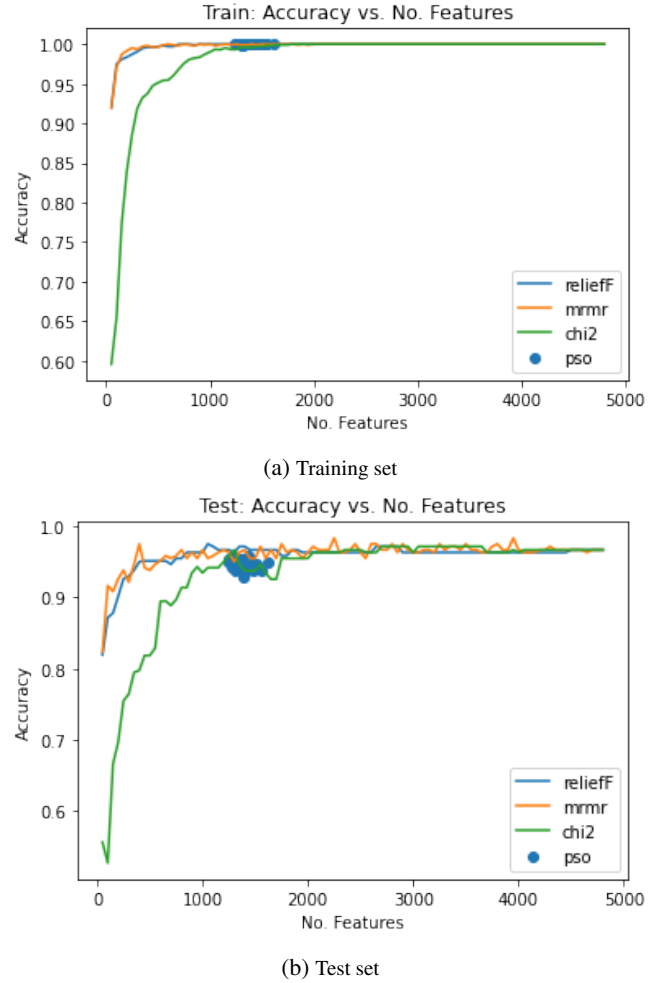 Train: Accuracy vs. No. Features
1.00
0.95
0.90
0.85
0.80
0.75
0.70
0.65
0.60
Accuracy
reliefF
mrmr
chi2
pso
0 1000 2000 3000 4000 5000
No. Features
(a) Training set
Test: Accuracy vs. No. Features
1.0
0.9
0.8
0.7
0.6
Accuracy
reliefF
mrmr
chi2
pso
0 1000 2000 3000 4000 5000
No. Features
(b) Test set